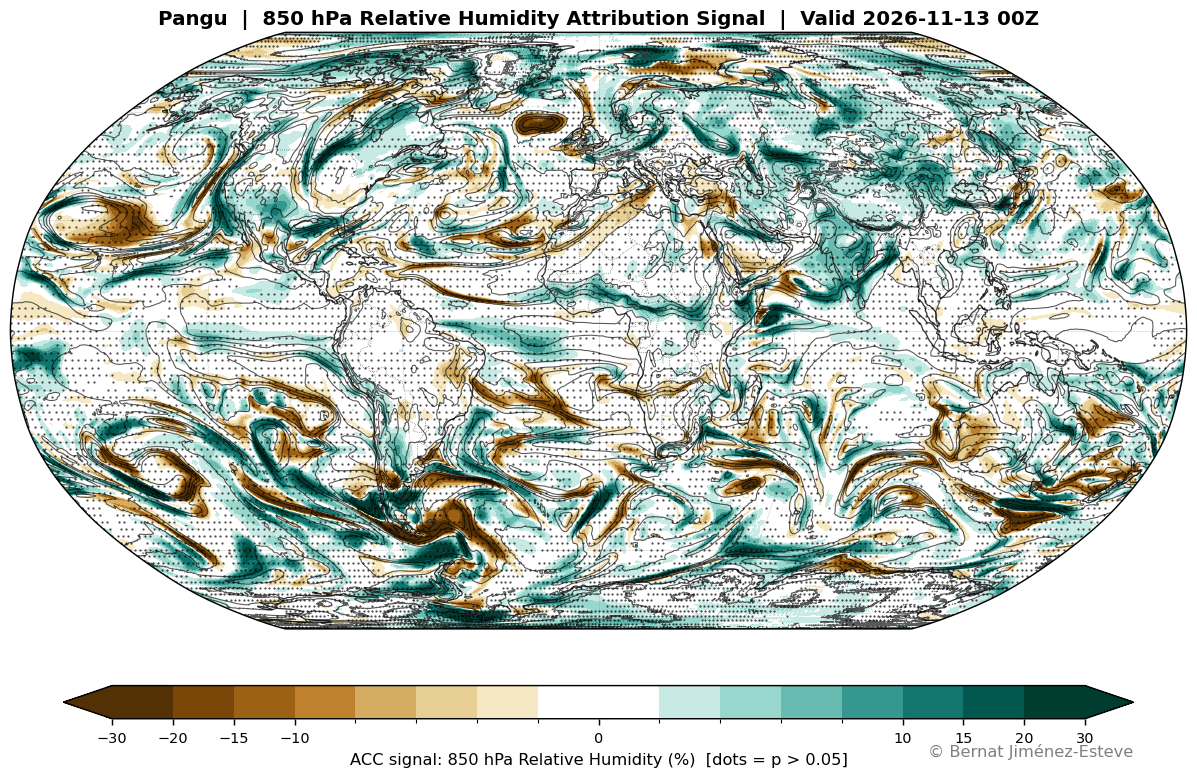 Pangu | 850 hPa Relative Humidity Attribution Signal | Valid 2026-11-13 00Z
−30 −20 −15 −10 0 10 15 20 30
ACC signal: 850 hPa Relative Humidity (%) [dots = p > 0.05]
© Bernat Jiménez-Esteve